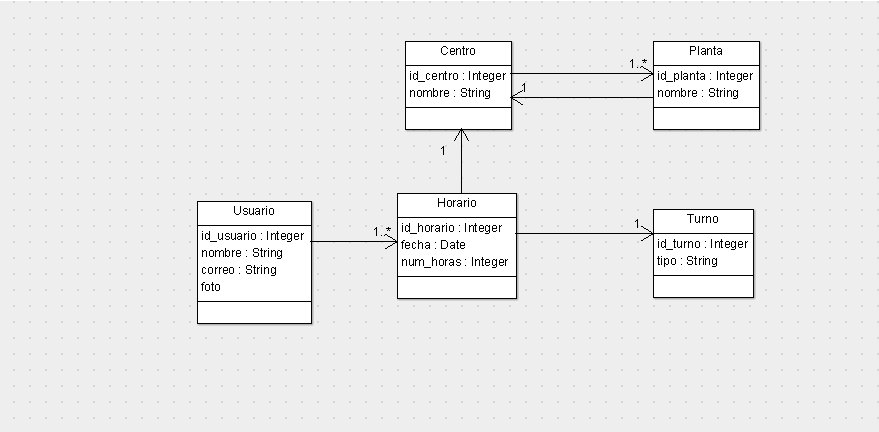 Centro
id_centro : Integer
nombre : String
1..*
1
Planta
id_planta : Integer
nombre : String
1
Usuario
id_usuario : Integer
nombre : String
correo : String
foto
1..*
Horario
id_horario : Integer
fecha : Date
num_horas : Integer
1
Turno
id_turno : Integer
tipo : String